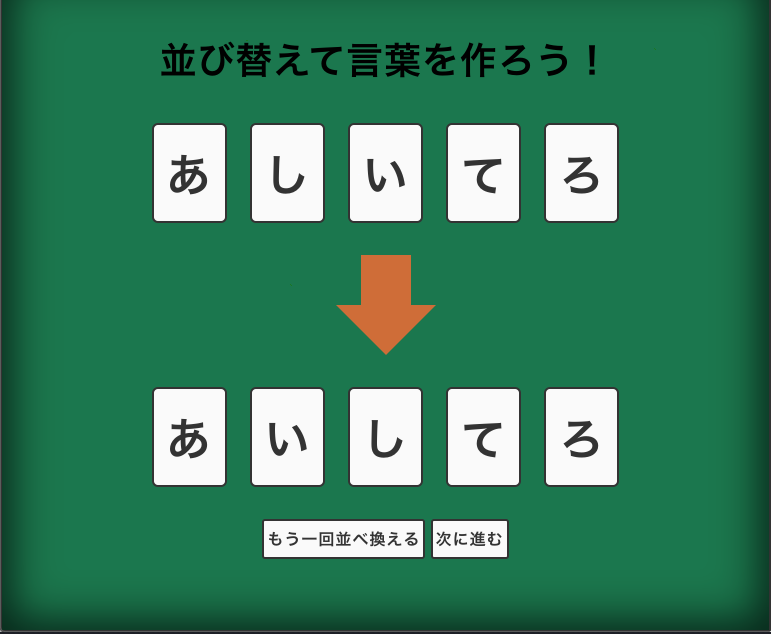 並び替えて言葉を作ろう！
あ し い て ろ
あ い し て ろ
もう一回並べ換える 次に進む